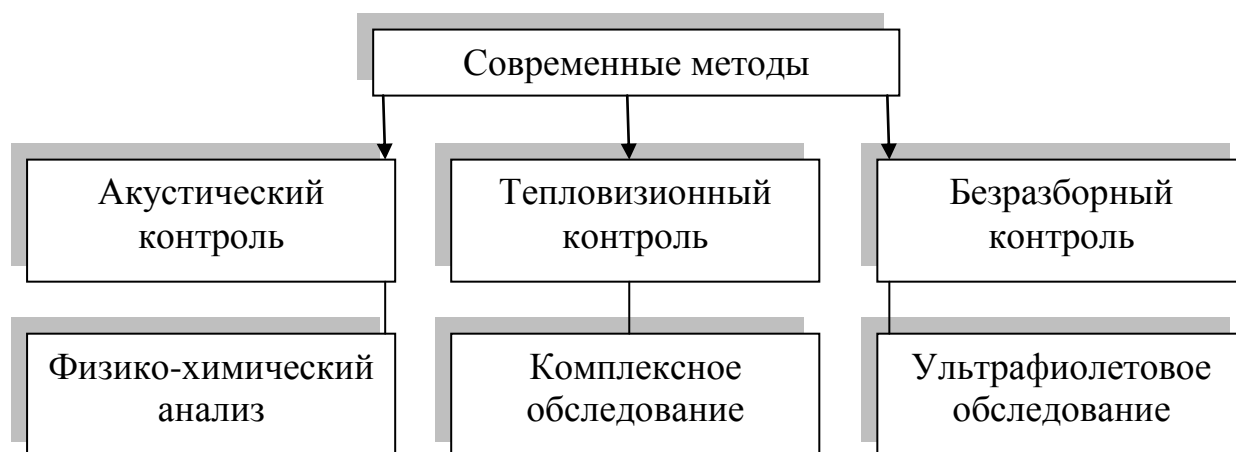 Современные методы
Акустический
контроль
Тепловизионный
контроль
Безразборный
контроль
Физико-химический
анализ
Комплексное
обследование
Ультрафиолетовое
обследование